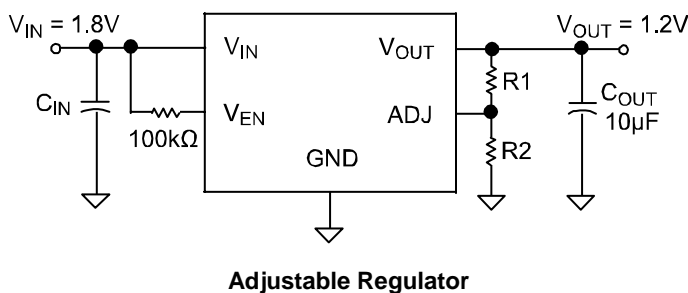 V_IN = 1.8V
V_OUT = 1.2V
V_IN
V_OUT
R1
C_IN
C_OUT
10µF
V_EN
ADJ
100kΩ
R2
GND
Adjustable Regulator